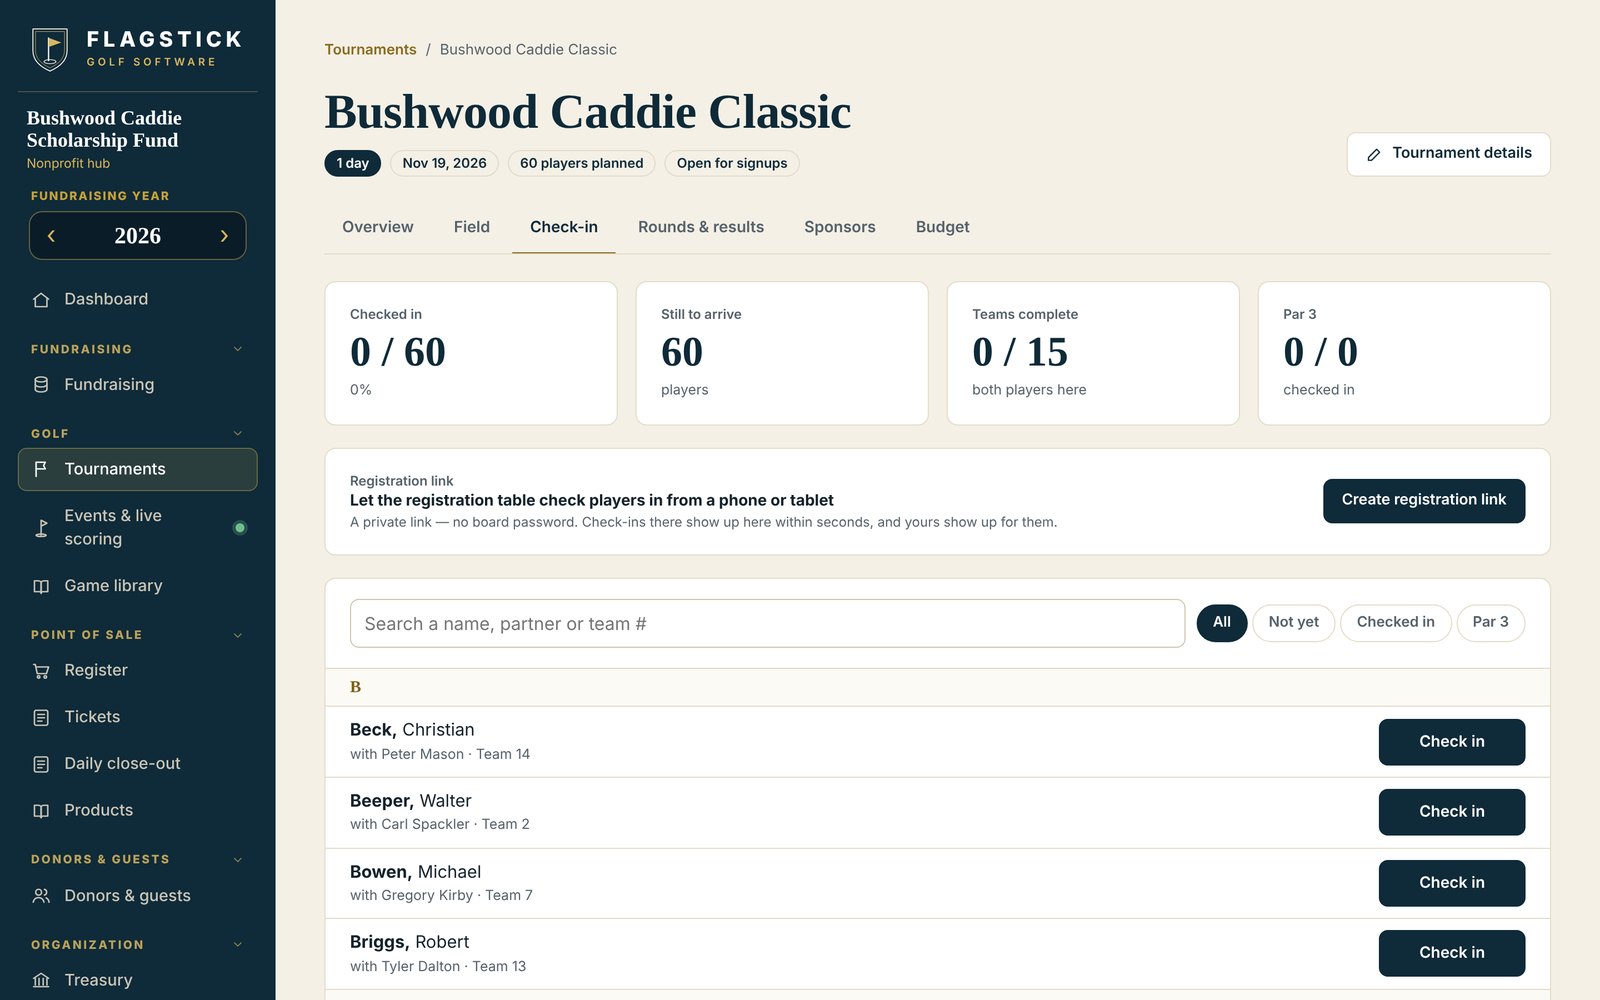 FLAGSTICK
GOLF SOFTWARE
Bushwood Caddie
Scholarship Fund
Nonprofit hub
FUNDRAISING YEAR
2026
Dashboard
FUNDRAISING
Fundraising
GOLF
Tournaments
Events & live
scoring
Game library
POINT OF SALE
Register
Tickets
Daily close-out
Products
DONORS & GUESTS
Donors & guests
ORGANIZATION
Treasury
Tournaments / Bushwood Caddie Classic
Bushwood Caddie Classic
1 day
Nov 19, 2026
60 players planned
Open for signups
Tournament details
Overview
Field
Check-in
Rounds & results
Sponsors
Budget
Checked in
0 / 60
0%
Still to arrive
60
players
Teams complete
0 / 15
both players here
Par 3
0 / 0
checked in
Registration link
Let the registration table check players in from a phone or tablet
A private link — no board password. Check-ins there show up here within seconds, and yours show up for them.
Create registration link
Search a name, partner or team #
All
Not yet
Checked in
Par 3
B
Beck, Christian
with Peter Mason · Team 14
Check in
Beeper, Walter
with Carl Spackler · Team 2
Check in
Bowen, Michael
with Gregory Kirby · Team 7
Check in
Briggs, Robert
with Tyler Dalton · Team 13
Check in